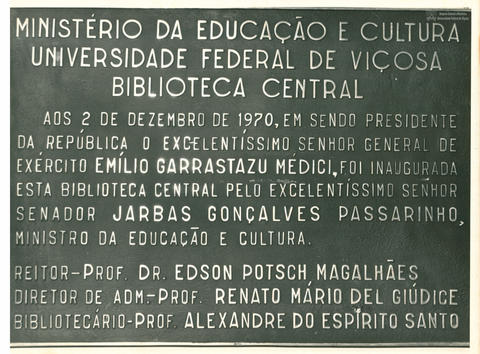 MINISTÉRIO DA EDUCAÇÃO E CULTURA
UNIVERSIDADE FEDERAL DE VIÇOSA
BIBLIOTECA CENTRAL
AOS 2 DE DEZEMBRO DE 1970, EM SENDO PRESIDENTE
DA REPÚBLICA O EXCELENTÍSSIMO SENHOR GENERAL DE
EXÉRCITO EMÍLIO GARRASTAZU MÉDICI, FOI INAUGURADA
ESTA BIBLIOTECA CENTRAL PELO EXCELENTÍSSIMO SEÑHOR
SENADOR JARBAS GONÇALVES PASSARINHO,
MINISTRO DA EDUCAÇÃO E CULTURA.
REITOR-PROF. DR. EDSON POTSCH MAGALHÃES
DIRETOR DE ADM-PROF. RENATO MÁRIO DEL GIÚDICE
BIBLIOTECÁRIO-PROF. ALEXANDRE DO ESPÍRITO SANTO